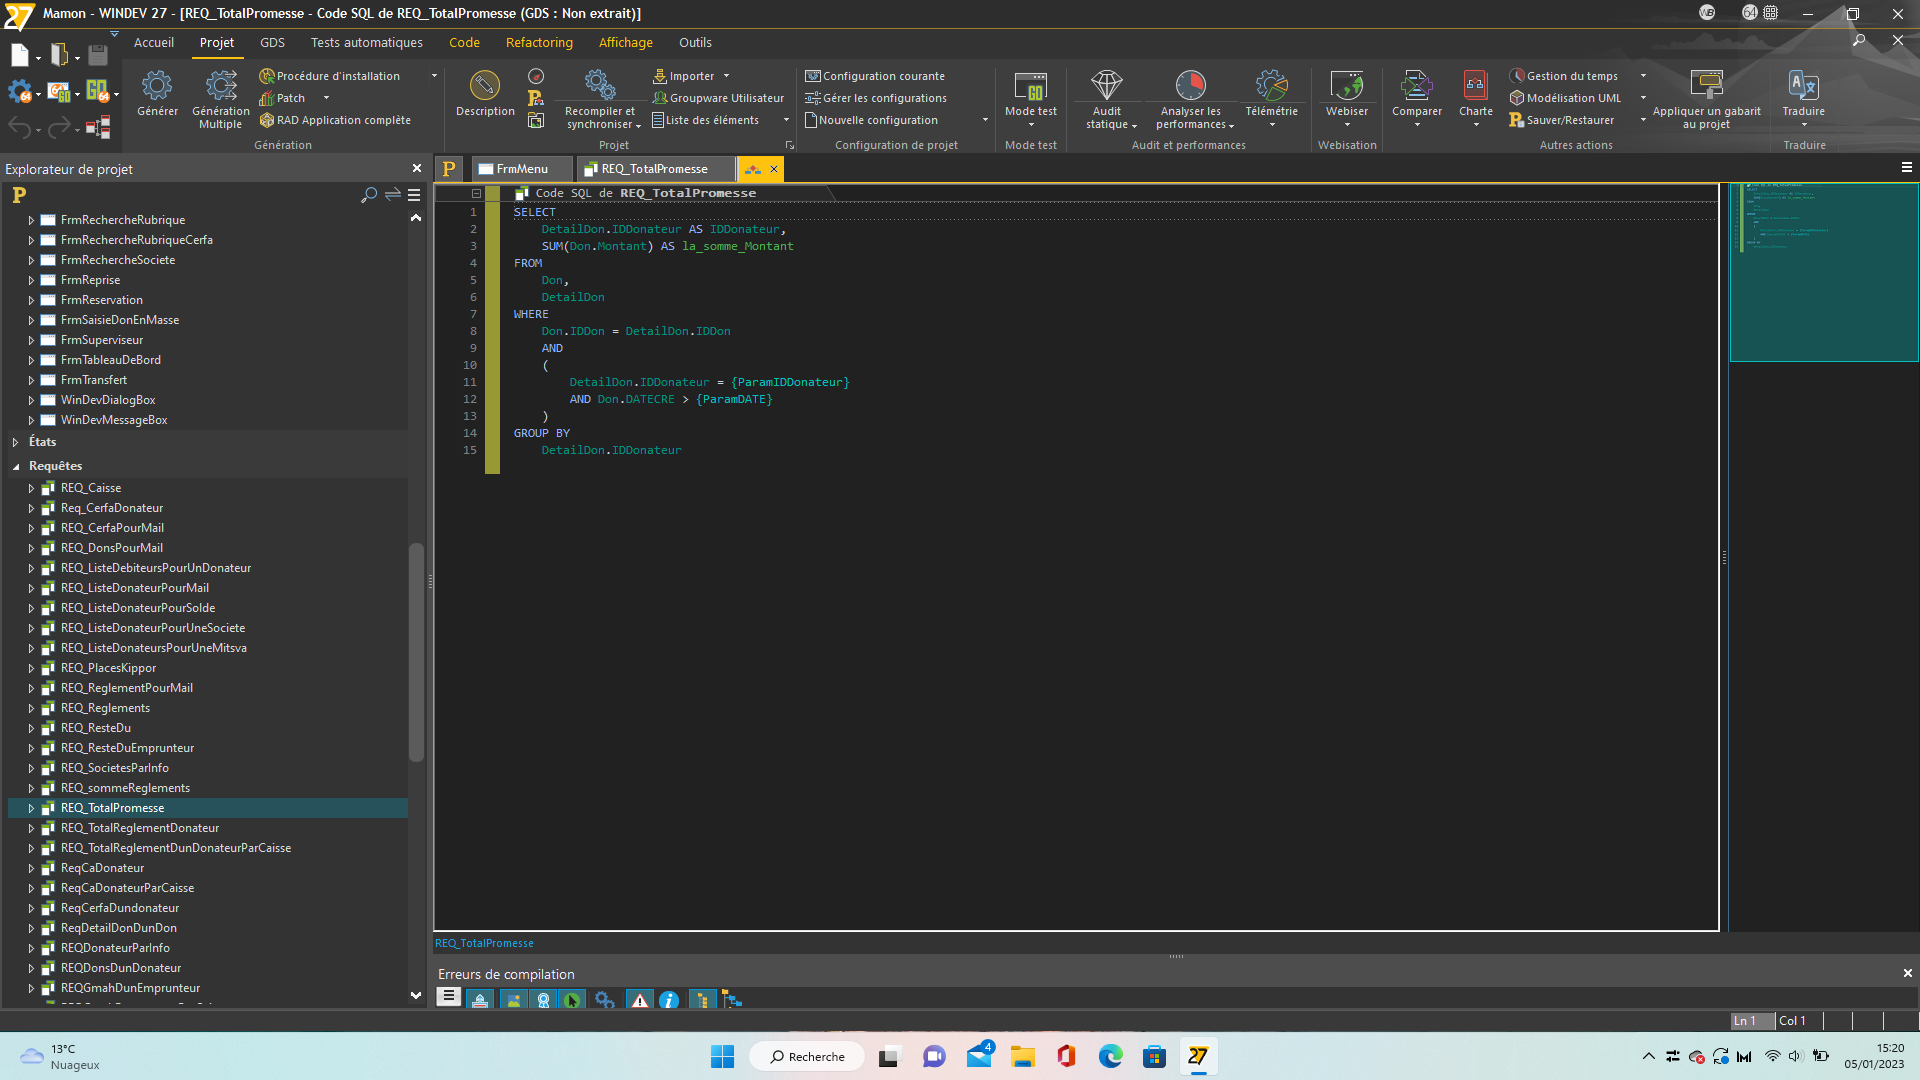 Mamon - WINDEV 27 - [REQ_TotalPromesse - Code SQL de REQ_TotalPromesse (GDS : Non extrait)]
Accueil Projet GDS Tests automatiques Code Refactoring Affichage Outils
Générer
Génération Multiple
Procédure d'installation
Patch
RAD Application complète
Génération
Description
Recompiler et synchroniser
Importer
Groupware Utilisateur
Liste des éléments
Projet
Configuration courante
Gérer les configurations
Nouvelle configuration
Configuration de projet
Mode test
Mode test
Audit statique
Analyser les performances
Télémétrie
Audit et performances
Webiser
Webisation
Comparer
Charte
Gestion du temps
Modélisation UML
Sauver/Restaurer
Appliquer un gabarit au projet
Autres actions
Traduire
Traduire
Explorateur de projet
FrmMenu
REQ_TotalPromesse
FrmRechercheRubrique
FrmRechercheRubriqueCerfa
FrmRechercheSociete
FrmReprise
FrmReservation
FrmSaisieDonEnMasse
FrmSuperviseur
FrmTableauDeBord
FrmTransfert
WinDevDialogBox
WinDevMessageBox
États
Requêtes
REQ_Caisse
Req_CerfaDonateur
REQ_CerfaPourMail
REQ_DonsPourMail
REQ_ListeDebiteursPourUnDonateur
REQ_ListeDonateurPourMail
REQ_ListeDonateurPourSolde
REQ_ListeDonateurPourUneSociete
REQ_ListeDonateursPourUneMitsva
REQ_PlacesKippor
REQ_ReglementPourMail
REQ_Reglements
REQ_ResteDu
REQ_ResteDuEmprunteur
REQ_SocietesParInfo
REQ_sommeReglements
REQ_TotalPromesse
REQ_TotalReglementDonateur
REQ_TotalReglementDunDonateurParCaisse
ReqCaDonateur
ReqCaDonateurParCaisse
ReqCerfaDundonateur
ReqDetailDonDunDon
REQDonateurParInfo
REQDonsDunDonateur
REQGmahDunEmprunteur
Code SQL de REQ_TotalPromesse
1 SELECT
2 DetailDon.IDDonateur AS IDDonateur,
3 SUM(Don.Montant) AS la_somme_Montant
4 FROM
5 Don,
6 DetailDon
7 WHERE
8 Don.IDDon = DetailDon.IDDon
9 AND
10 (
11 DetailDon.IDDonateur = {ParamIDDonateur}
12 AND Don.DATECRE > {ParamDATE}
13 )
14 GROUP BY
15 DetailDon.IDDonateur
REQ_TotalPromesse
Erreurs de compilation
Ln 1 Col 1
13°C
Nuageux
Recherche
4
27
15:20
05/01/2023